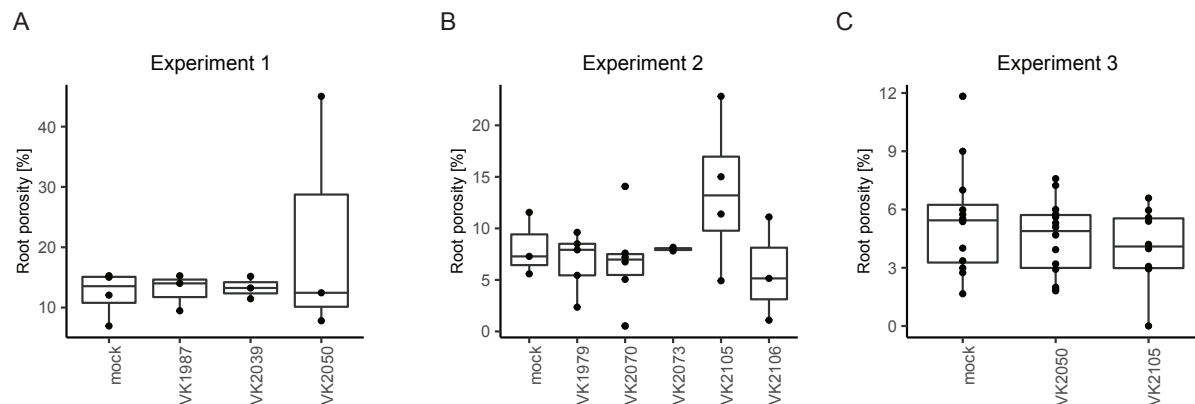 A
B
C
Experiment 1
Experiment 2
Experiment 3
Root porosity [%]
40
30
20
10
mock
VK1987
VK2039
VK2050
Root porosity [%]
20
15
10
5
0
mock
VK1979
VK2070
VK2073
VK2105
VK2106
Root porosity [%]
12
9
6
3
0
mock
VK2050
VK2105